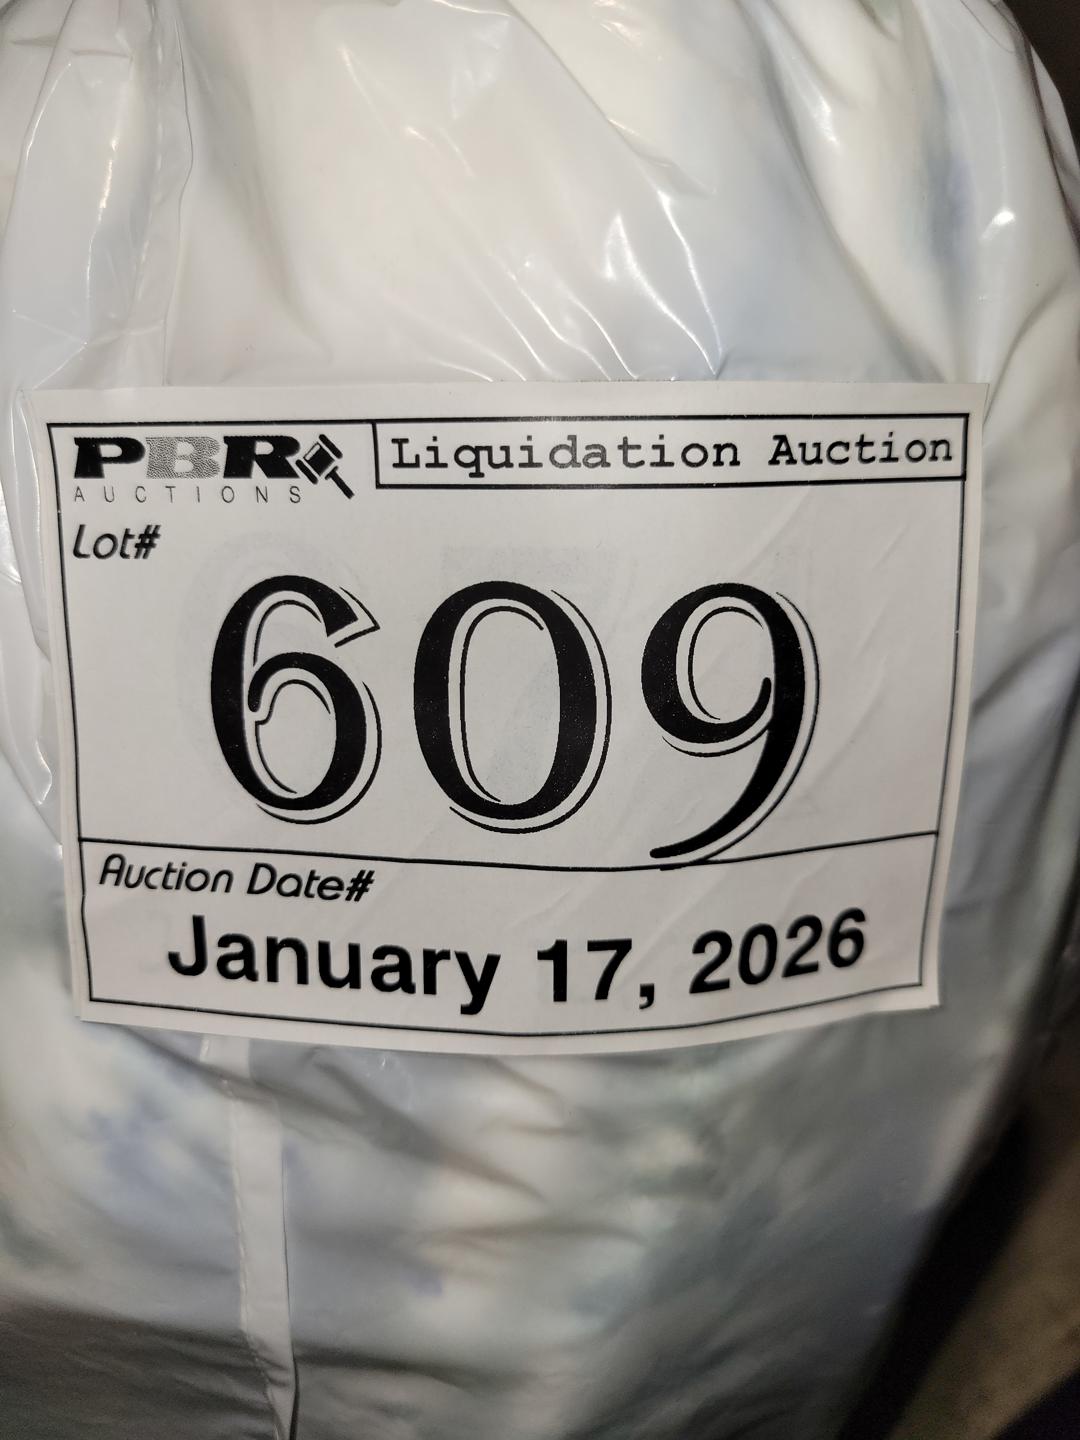 PBR
AUCTIONS
Liquidation Auction
Lot#
609
Auction Date#
January 17, 2026